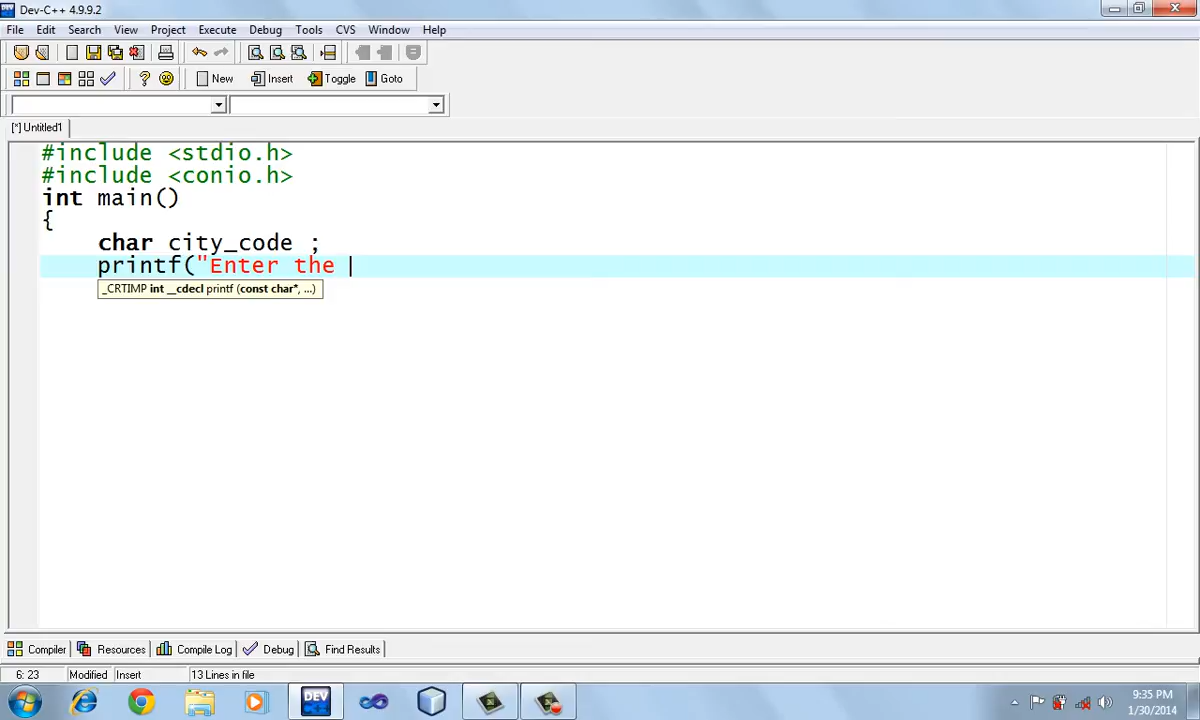 Dev-C++ 4.9.9.2
File Edit Search View Project Execute Debug Tools CVS Window Help
New Insert Toggle Goto
[*] Untitled1
#include <stdio.h>
#include <conio.h>
int main()
{
char city_code ;
printf("Enter the
_CRTIMP int __cdecl printf (const char*, ...)
Compiler Resources Compile Log Debug Find Results
6: 23 Modified Insert 13 Lines in file
DEV
C++
9:35 PM
1/30/2014